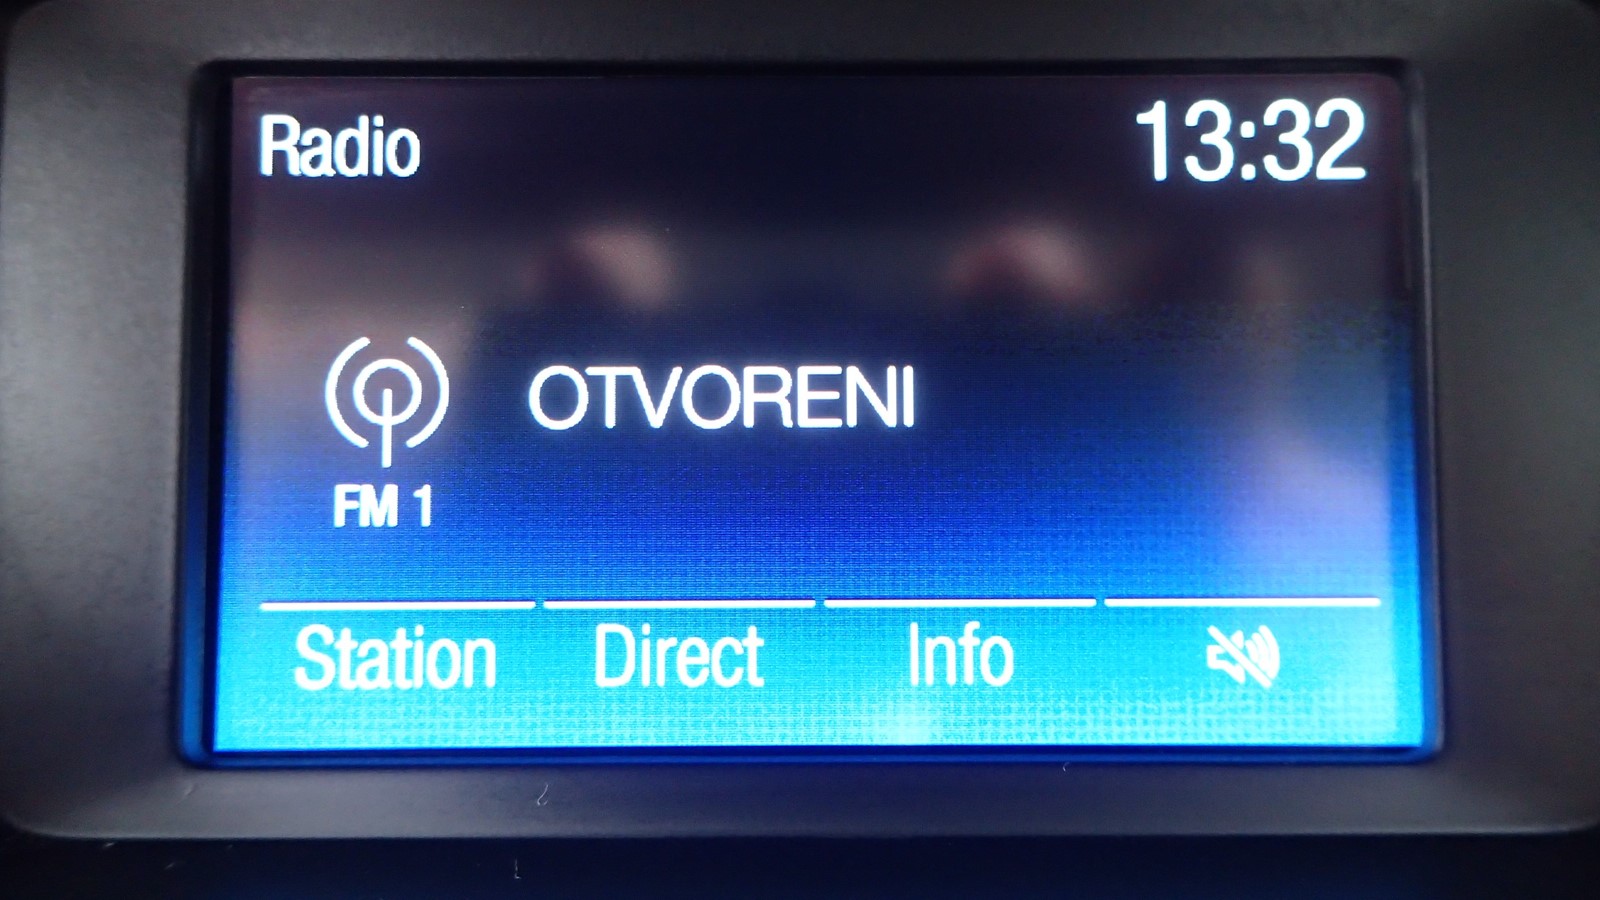 Radio 13:32
OTVORENI
FM 1
Station Direct Info